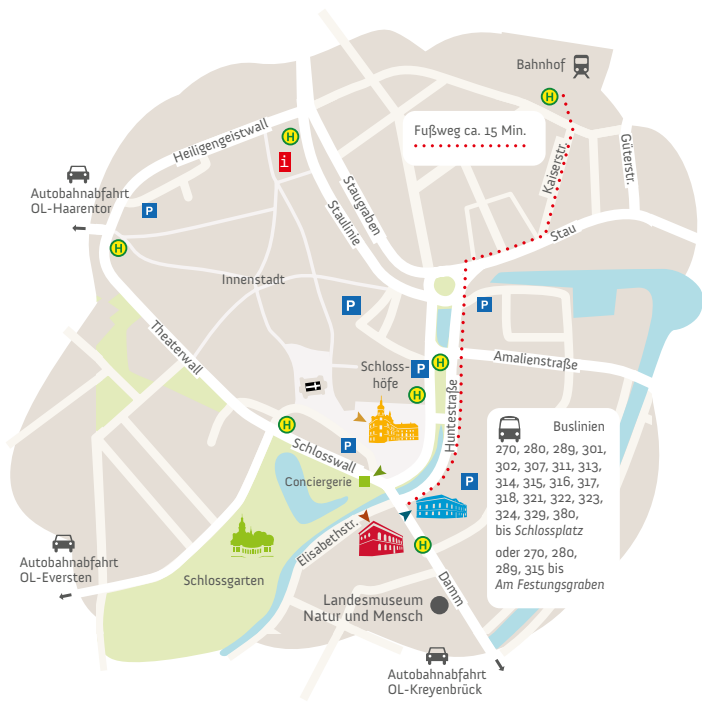 Bahnhof
H
Fußweg ca. 15 Min.
Heiligengeistwall
H
i
Kaiserstr.
Güterstr.
Autobahnabfahrt
OL-Haarentor
P
Staugraben
Staulinie
Stau
H
Innenstadt
P
P
Theaterwall
Schloss-
höfe
P
H
Amalienstraße
H
Huntestraße
H
Schlosswall
P
Conciergerie
P
Buslinien
270, 280, 289, 301,
302, 307, 311, 313,
314, 315, 316, 317,
318, 321, 322, 323,
324, 329, 380,
bis Schlossplatz
oder 270, 280,
289, 315 bis
Am Festungsgraben
Elisabethstr.
H
Autobahnabfahrt
OL-Eversten
Schlossgarten
Damm
Landesmuseum
Natur und Mensch
Autobahnabfahrt
OL-Kreyenbrück